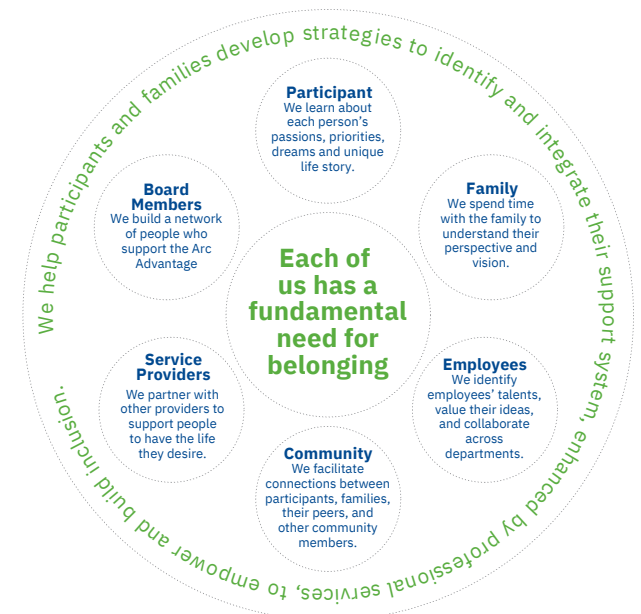 We help participants and families develop strategies to identify and integrate their support system, enhanced by professional services, to empower and build inclusion.
Participant
We learn about
each person’s
passions, priorities,
dreams and unique
life story.
Family
We spend time
with the family to
understand their
perspective and
vision.
Employees
We identify
employees’ talents,
value their ideas,
and collaborate
across
departments.
Community
We facilitate
connections between
participants, families,
their peers, and
other community
members.
Service
Providers
We partner with
other providers to
support people
to have the life
they desire.
Board
Members
We build a network
of people who
support the Arc
Advantage
Each of
us has a
fundamental
need for
belonging